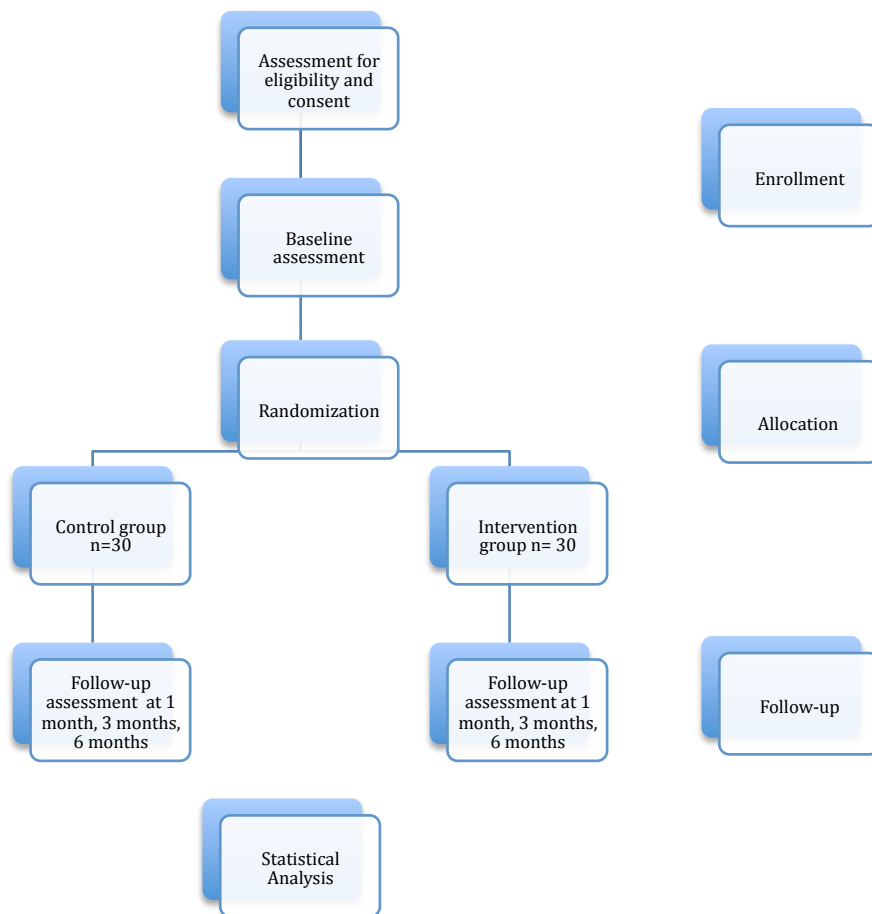 Assessment for
eligibility and
consent
Enrollment
Baseline
assessment
Randomization
Allocation
Control group
n=30
Intervention
group n= 30
Follow-up
assessment at 1
month, 3 months,
6 months
Follow-up
assessment at 1
month, 3 months,
6 months
Follow-up
Statistical
Analysis